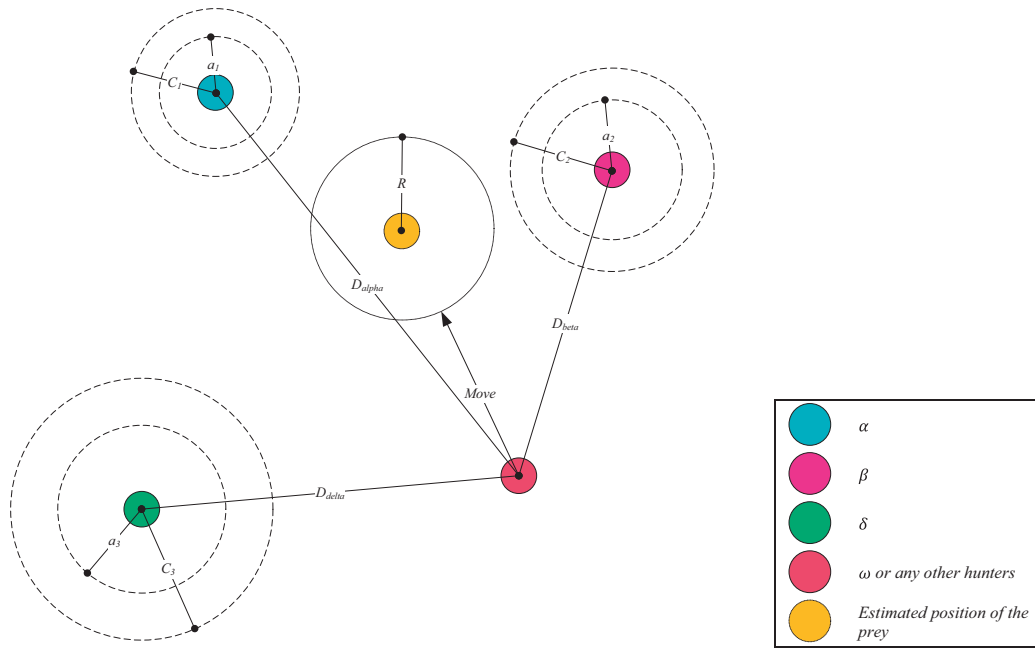 a1
C1
a2
C2
R
Dalpha
Dbeta
Move
Ddelta
a3
C3
α
β
δ
ω or any other hunters
Estimated position of the
prey